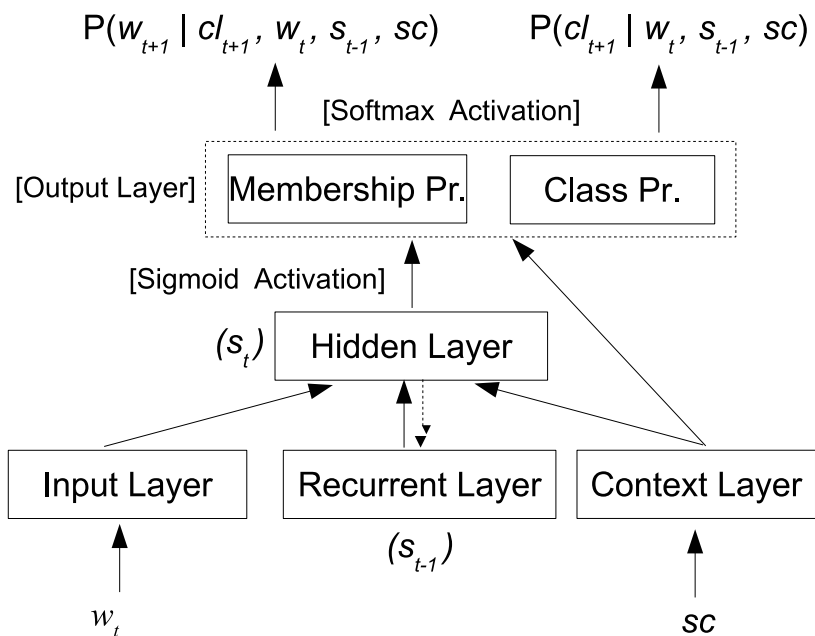 P(w_{t+1} | cl_{t+1}, w_t, s_{t-1}, sc) P(cl_{t+1} | w_t, s_{t-1}, sc)
[Softmax Activation]
[Output Layer] Membership Pr. Class Pr.
[Sigmoid Activation]
(s_t) Hidden Layer
Input Layer Recurrent Layer Context Layer
(s_{t-1})
w_t sc